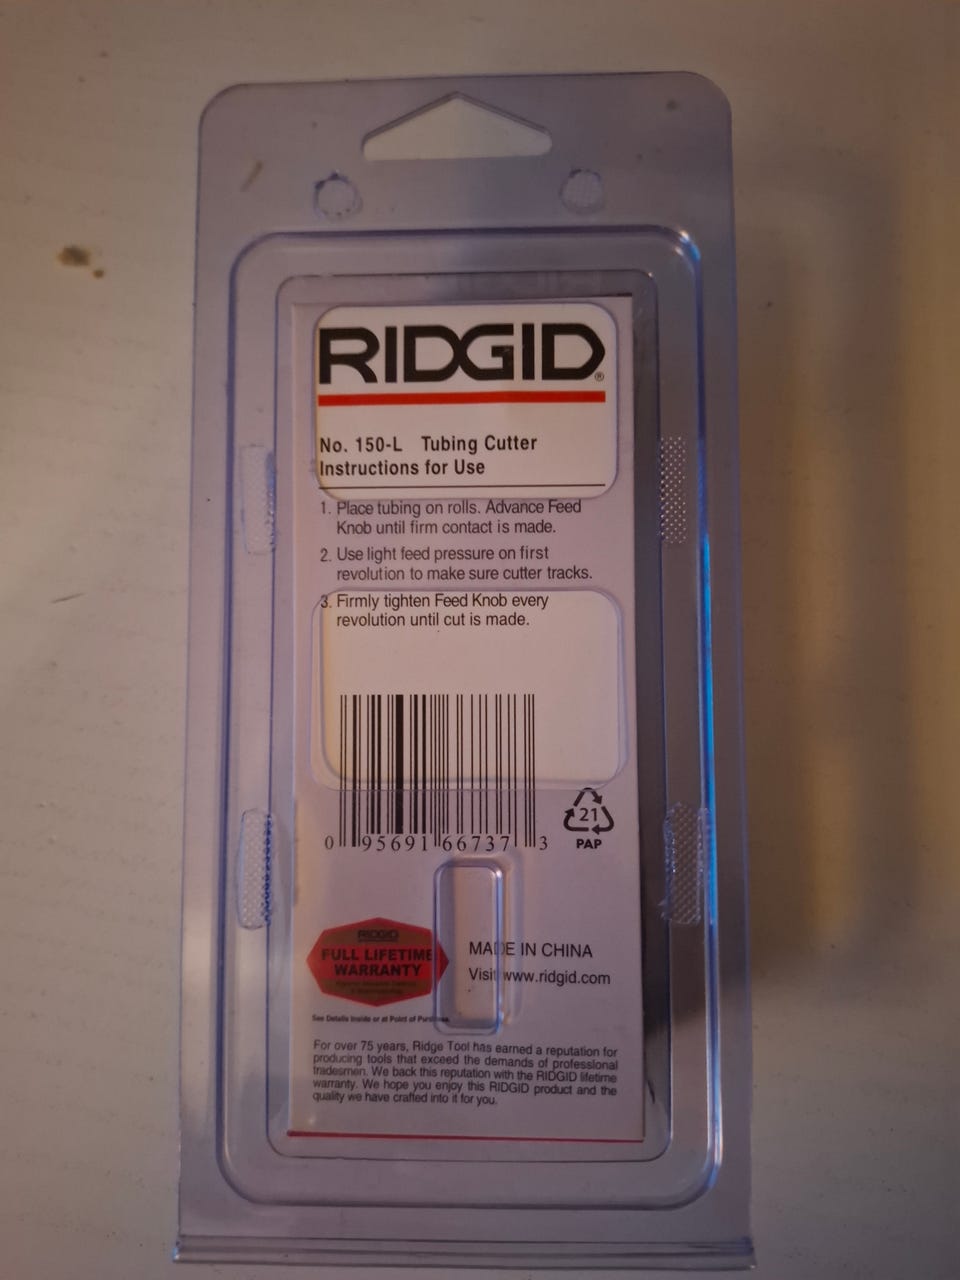 RIDGID®
No. 150-L Tubing Cutter
Instructions for Use
1. Place tubing on rolls. Advance Feed
Knob until firm contact is made.
2. Use light feed pressure on first
revolution to make sure cutter tracks.
3. Firmly tighten Feed Knob every
revolution until cut is made.
0 95691 66737 3
21
PAP
RIDGID
FULL LIFETIME
WARRANTY
See Details Inside or at Point of Purchase
MADE IN CHINA
Visit www.ridgid.com
For over 75 years, Ridge Tool has earned a reputation for
producing tools that exceed the demands of professional
tradesmen. We back this reputation with the RIDGID lifetime
warranty. We hope you enjoy this RIDGID product and the
quality we have crafted into it for you.